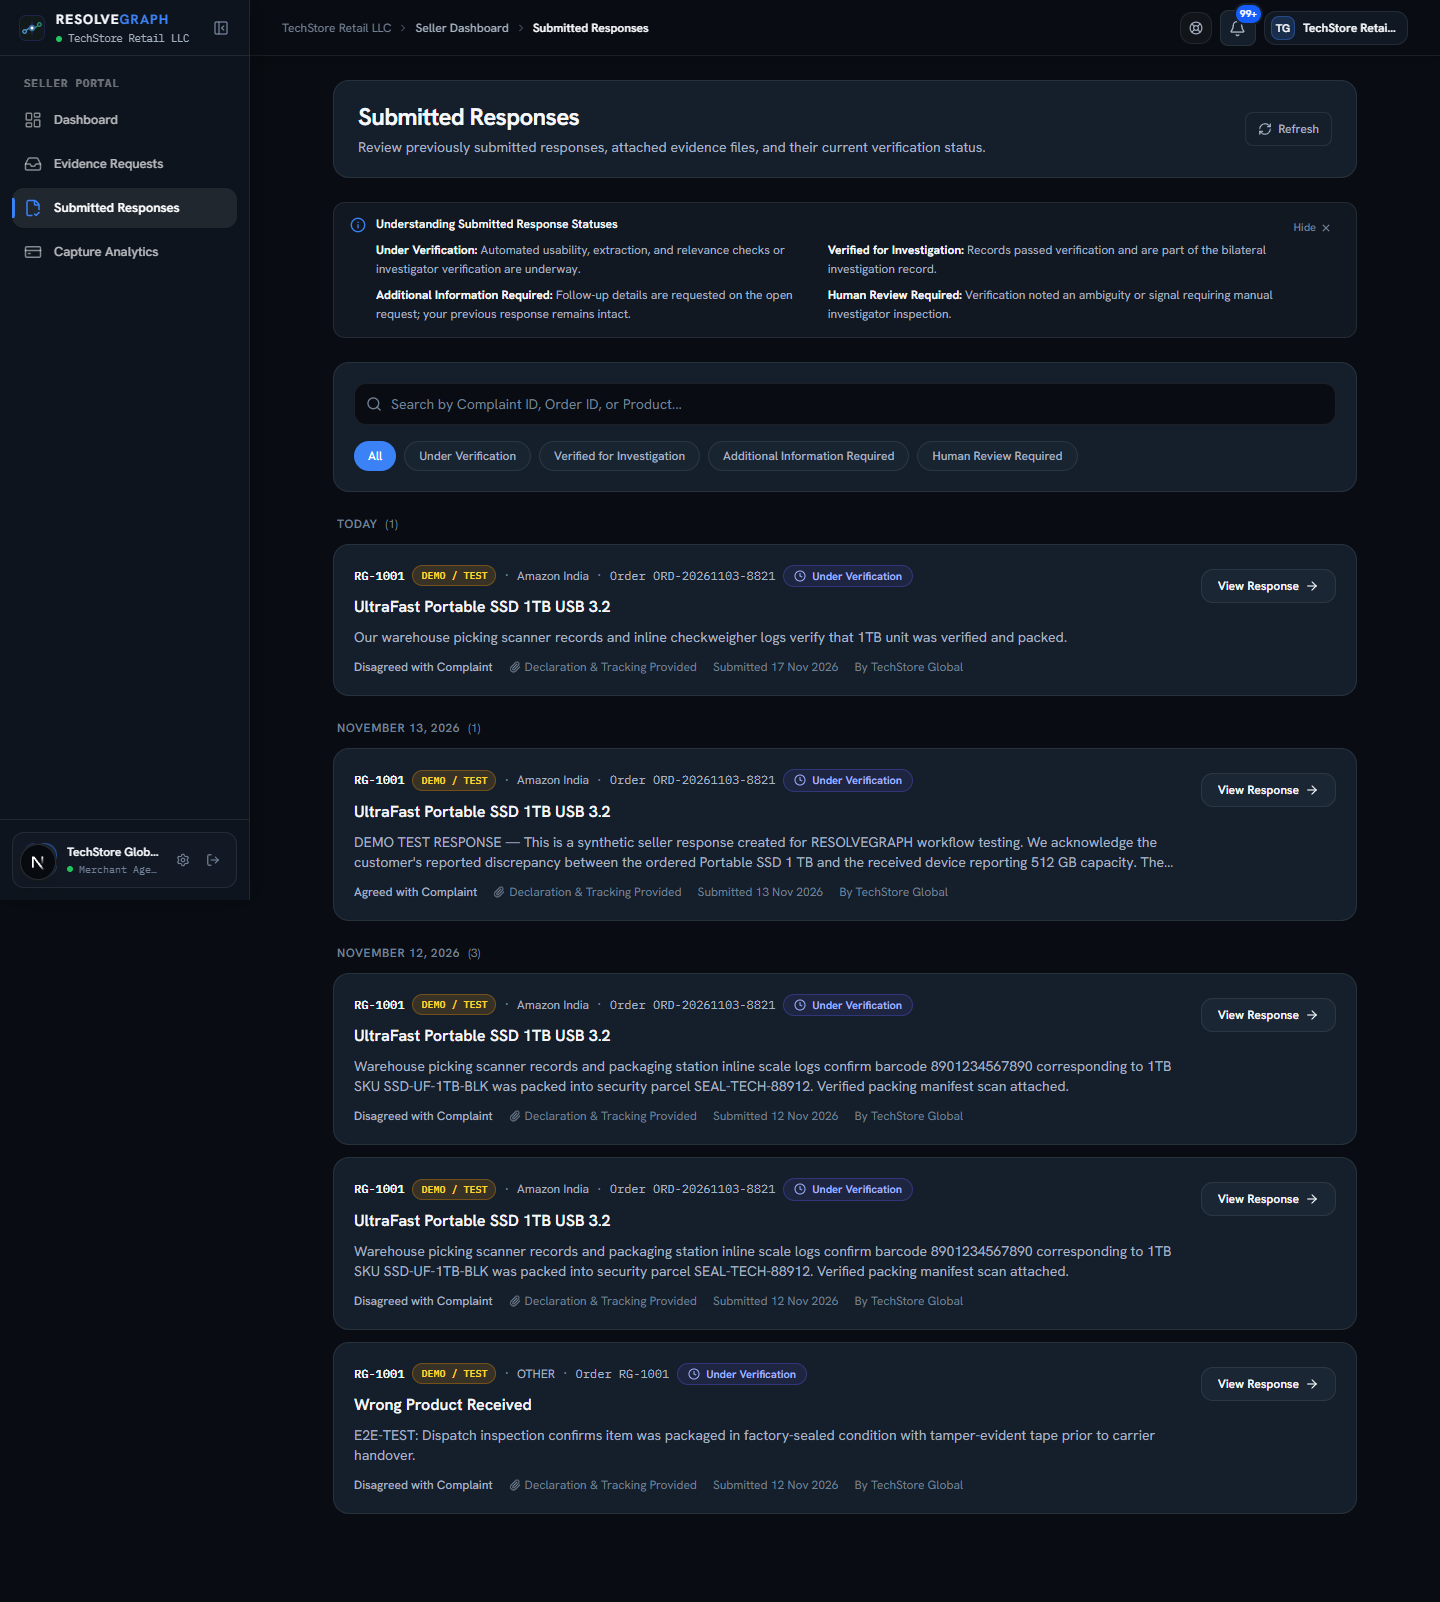 RESOLVEGRAPH
TechStore Retail LLC
TechStore Retail LLC > Seller Dashboard > Submitted Responses
99+
TG TechStore Retai...
SELLER PORTAL
Dashboard
Evidence Requests
Submitted Responses
Capture Analytics
N
TechStore Glob...
Merchant Age...
Submitted Responses
Review previously submitted responses, attached evidence files, and their current verification status.
Refresh
Understanding Submitted Response Statuses
Hide ×
Under Verification: Automated usability, extraction, and relevance checks or
investigator verification are underway.
Verified for Investigation: Records passed verification and are part of the bilateral
investigation record.
Additional Information Required: Follow-up details are requested on the open
request; your previous response remains intact.
Human Review Required: Verification noted an ambiguity or signal requiring manual
investigator inspection.
Search by Complaint ID, Order ID, or Product...
All Under Verification Verified for Investigation Additional Information Required Human Review Required
TODAY (1)
RG-1001 DEMO / TEST · Amazon India · Order ORD-20261103-8821 Under Verification
View Response →
UltraFast Portable SSD 1TB USB 3.2
Our warehouse picking scanner records and inline checkweigher logs verify that 1TB unit was verified and packed.
Disagreed with Complaint Declaration & Tracking Provided Submitted 17 Nov 2026 By TechStore Global
NOVEMBER 13, 2026 (1)
RG-1001 DEMO / TEST · Amazon India · Order ORD-20261103-8821 Under Verification
View Response →
UltraFast Portable SSD 1TB USB 3.2
DEMO TEST RESPONSE — This is a synthetic seller response created for RESOLVEGRAPH workflow testing. We acknowledge the
customer's reported discrepancy between the ordered Portable SSD 1 TB and the received device reporting 512 GB capacity. The...
Agreed with Complaint Declaration & Tracking Provided Submitted 13 Nov 2026 By TechStore Global
NOVEMBER 12, 2026 (3)
RG-1001 DEMO / TEST · Amazon India · Order ORD-20261103-8821 Under Verification
View Response →
UltraFast Portable SSD 1TB USB 3.2
Warehouse picking scanner records and packaging station inline scale logs confirm barcode 8901234567890 corresponding to 1TB
SKU SSD-UF-1TB-BLK was packed into security parcel SEAL-TECH-88912. Verified packing manifest scan attached.
Disagreed with Complaint Declaration & Tracking Provided Submitted 12 Nov 2026 By TechStore Global
RG-1001 DEMO / TEST · Amazon India · Order ORD-20261103-8821 Under Verification
View Response →
UltraFast Portable SSD 1TB USB 3.2
Warehouse picking scanner records and packaging station inline scale logs confirm barcode 8901234567890 corresponding to 1TB
SKU SSD-UF-1TB-BLK was packed into security parcel SEAL-TECH-88912. Verified packing manifest scan attached.
Disagreed with Complaint Declaration & Tracking Provided Submitted 12 Nov 2026 By TechStore Global
RG-1001 DEMO / TEST · OTHER · Order RG-1001 Under Verification
View Response →
Wrong Product Received
E2E-TEST: Dispatch inspection confirms item was packaged in factory-sealed condition with tamper-evident tape prior to carrier
handover.
Disagreed with Complaint Declaration & Tracking Provided Submitted 12 Nov 2026 By TechStore Global